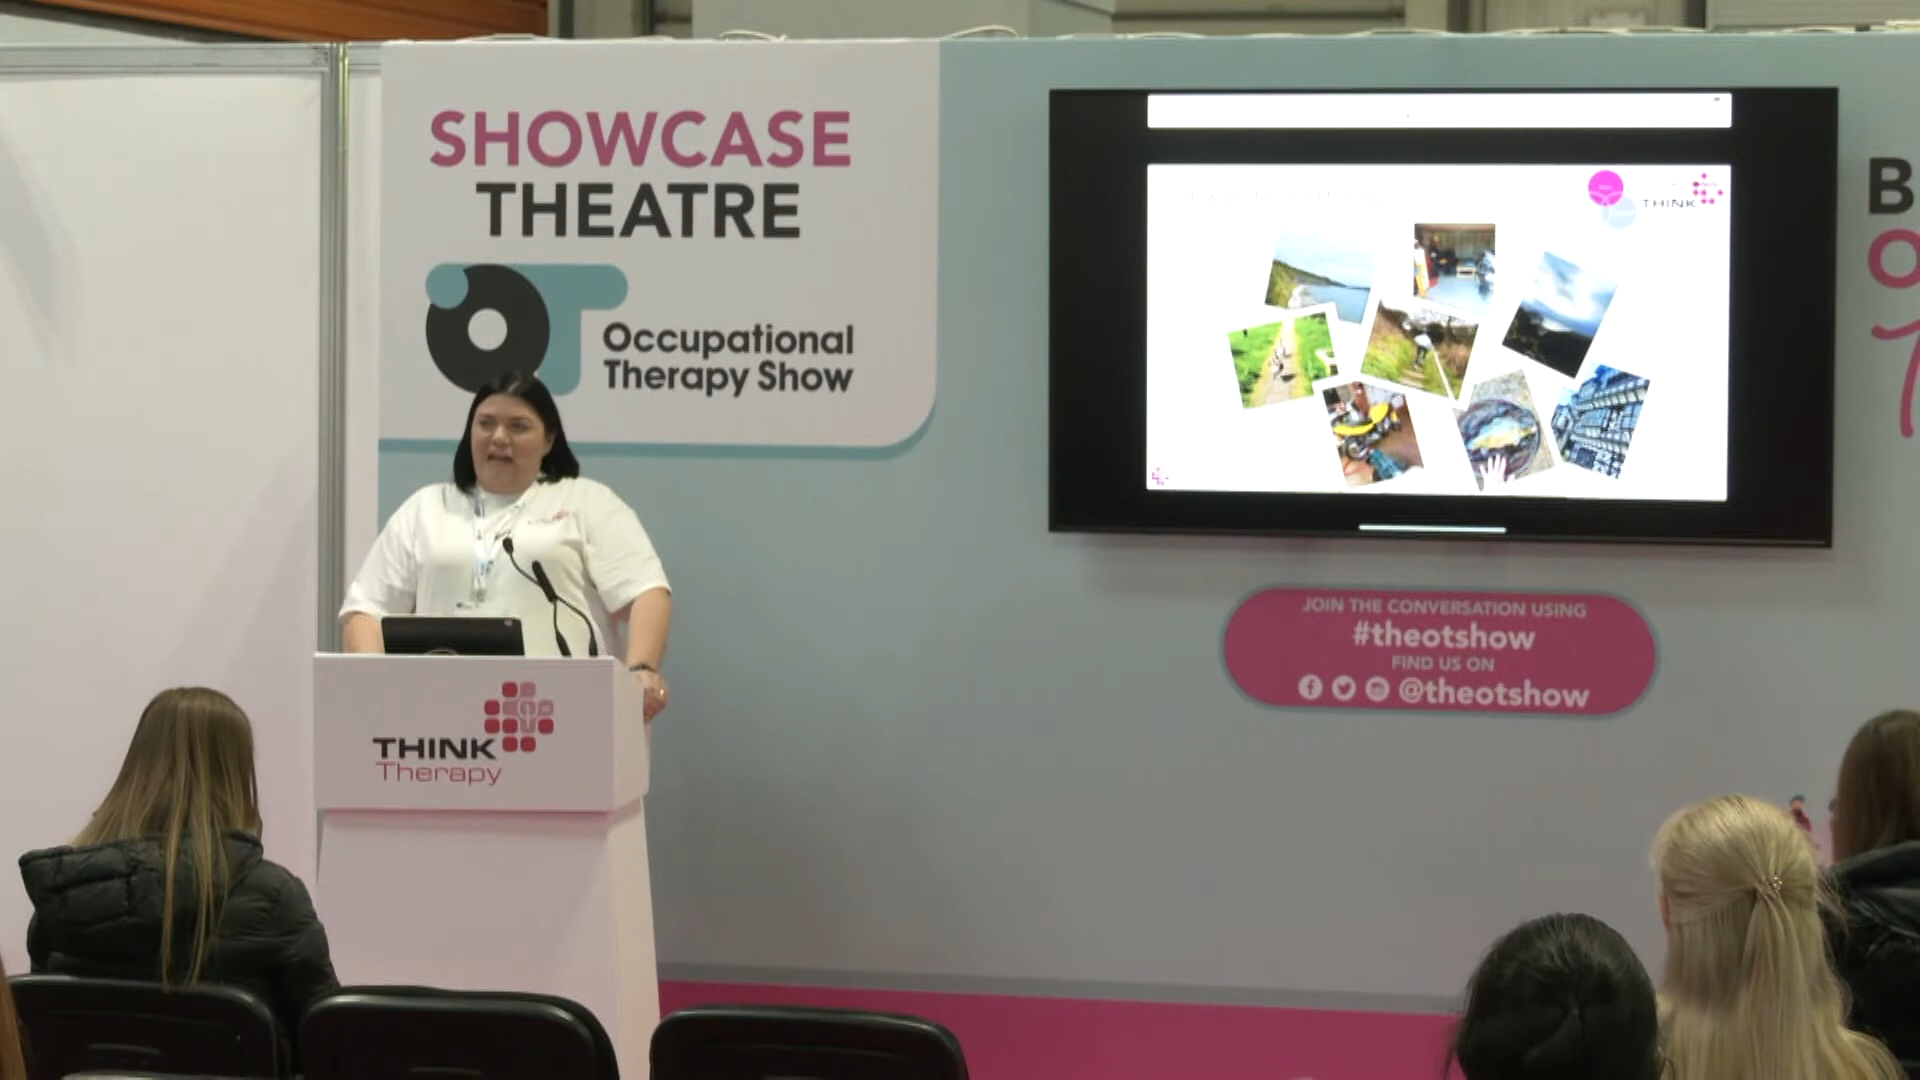 SHOWCASE
THEATRE
Occupational
Therapy Show
THINK
JOIN THE CONVERSATION USING
#theotshow
FIND US ON
@theotshow
THINK
Therapy
B